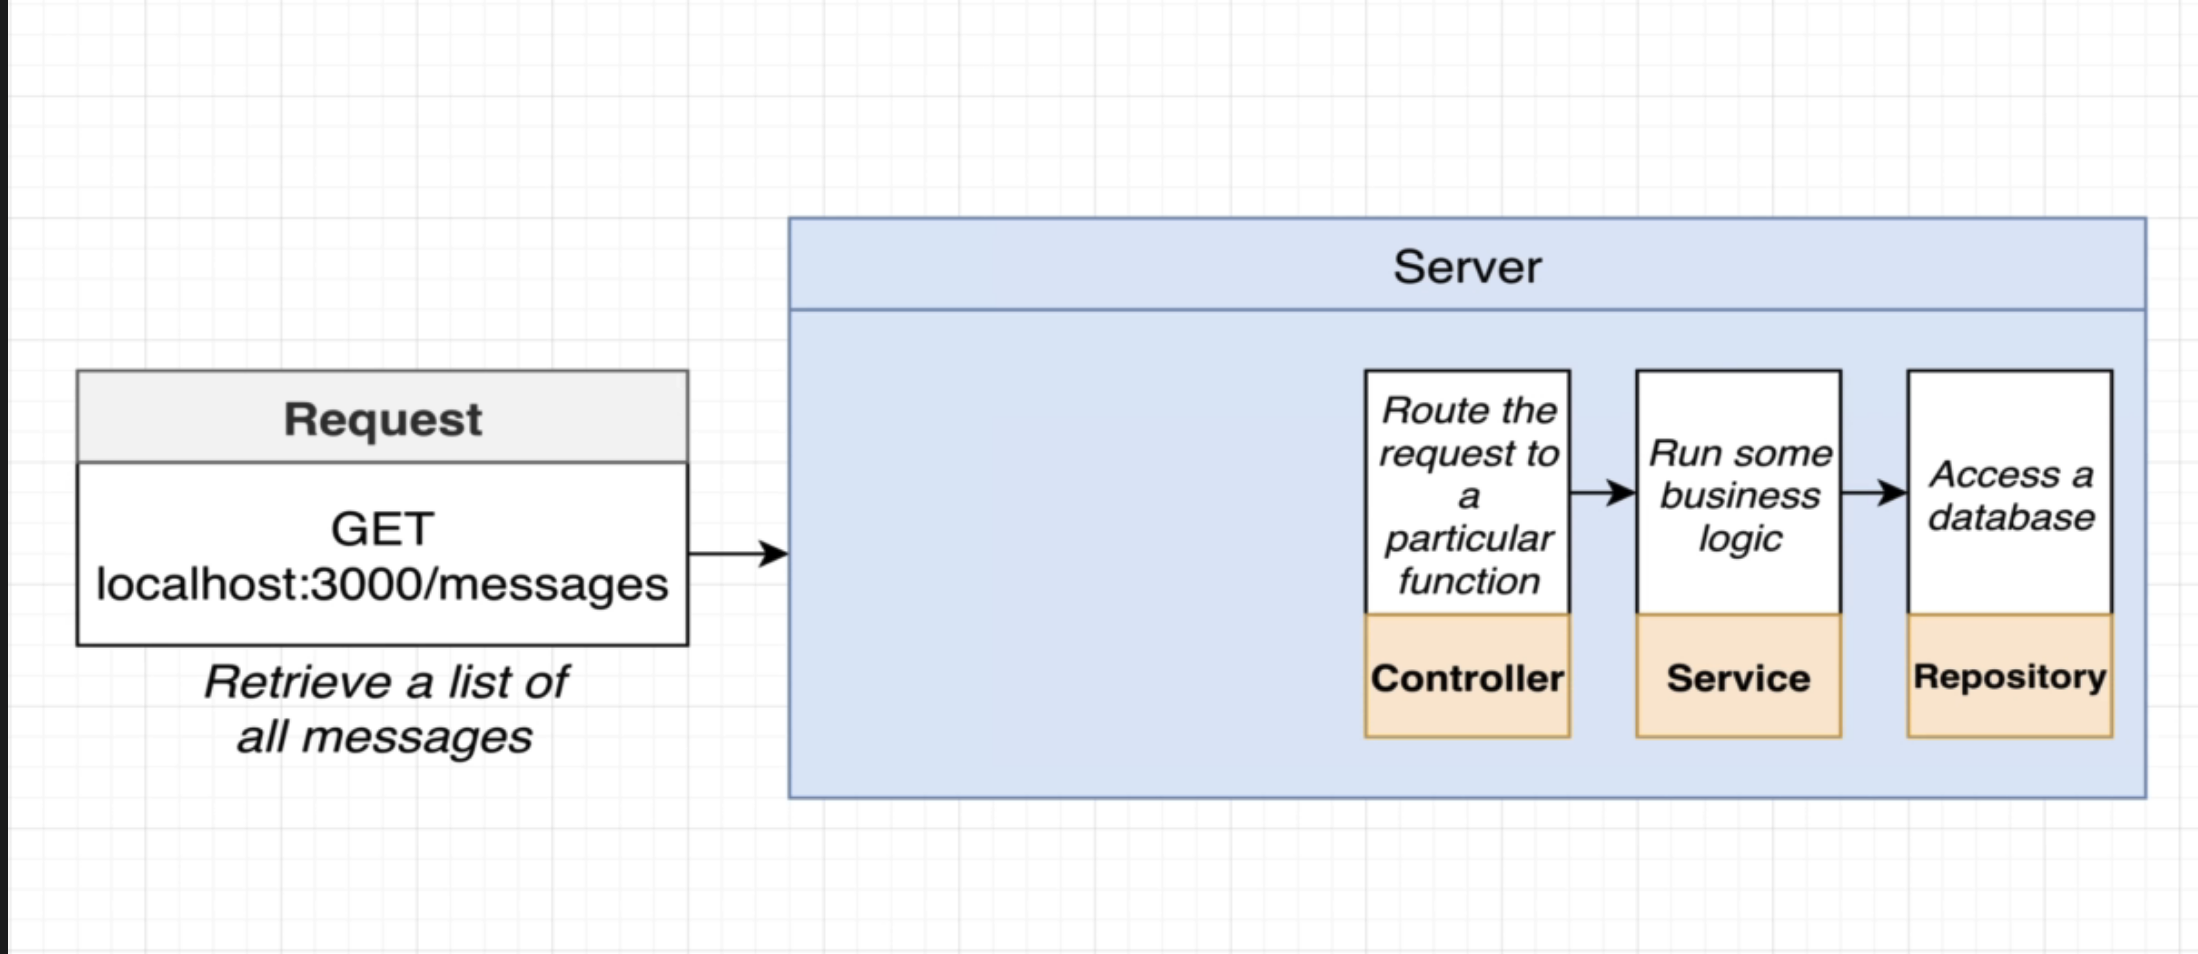 Server
Request
GET
localhost:3000/messages
Retrieve a list of
all messages
Route the
request to
a
particular
function
Controller
Run some
business
logic
Service
Access a
database
Repository